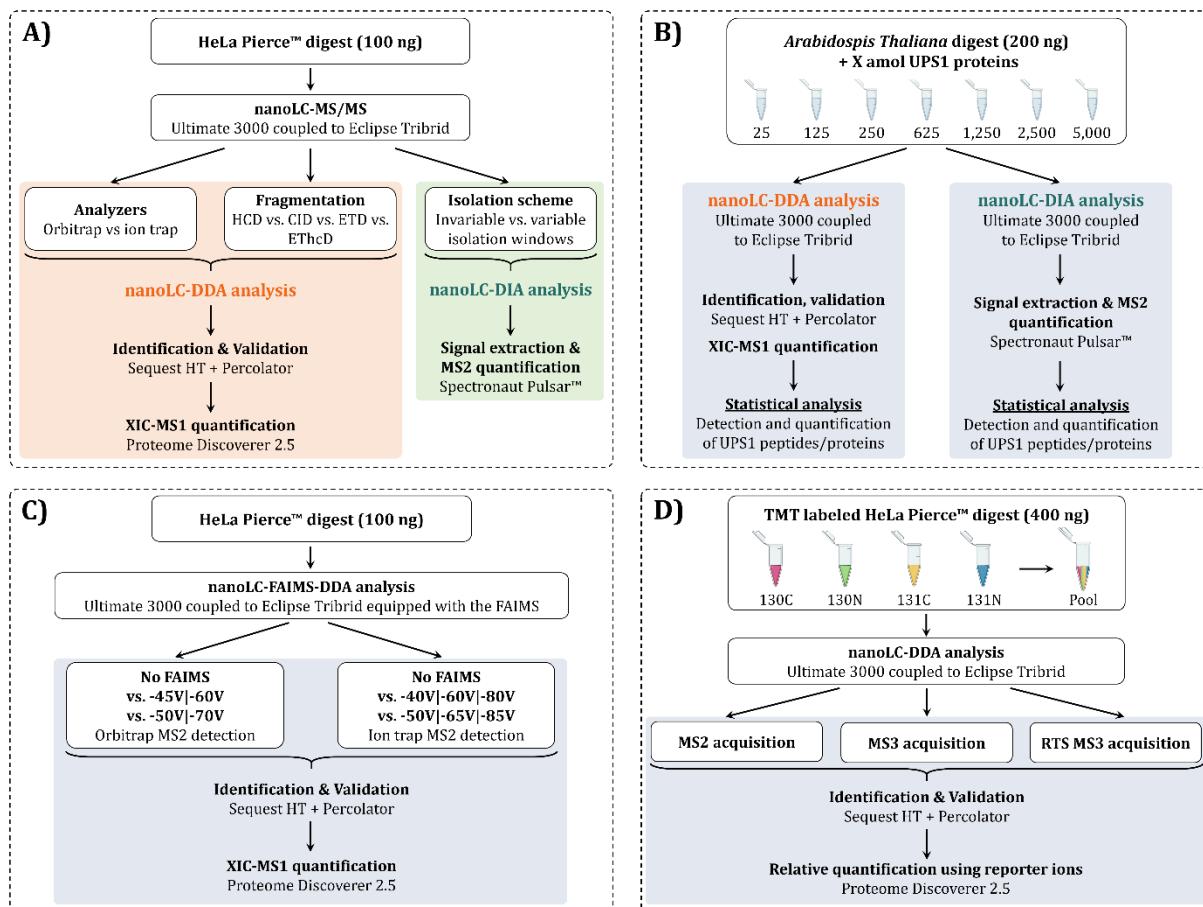 A)
HeLa Pierce™ digest (100 ng)
nanoLC-MS/MS
Ultimate 3000 coupled to Eclipse Tribrid
Analyzers
Orbitrap vs ion trap
Fragmentation
HCD vs. CID vs. ETD vs.
EThcD
Isolation scheme
Invariable vs. variable
isolation windows
nanoLC-DDA analysis
Identification & Validation
Sequest HT + Percolator
XIC-MS1 quantification
Proteome Discoverer 2.5
nanoLC-DIA analysis
Signal extraction &
MS2 quantification
Spectronaut Pulsar™
B)
Arabidospis Thaliana digest (200 ng)
+ X amol UPS1 proteins
25 125 250 625 1,250 2,500 5,000
nanoLC-DDA analysis
Ultimate 3000 coupled
to Eclipse Tribrid
Identification, validation
Sequest HT + Percolator
XIC-MS1 quantification
Statistical analysis
Detection and quantification
of UPS1 peptides/proteins
nanoLC-DIA analysis
Ultimate 3000 coupled
to Eclipse Tribrid
Signal extraction & MS2
quantification
Spectronaut Pulsar™
Statistical analysis
Detection and quantification
of UPS1 peptides/proteins
C)
HeLa Pierce™ digest (100 ng)
nanoLC-FAIMS-DDA analysis
Ultimate 3000 coupled to Eclipse Tribrid equipped with the FAIMS
No FAIMS
vs. -45V|-60V
vs. -50V|-70V
Orbitrap MS2 detection
No FAIMS
vs. -40V|-60V|-80V
vs. -50V|-65V|-85V
Ion trap MS2 detection
Identification & Validation
Sequest HT + Percolator
XIC-MS1 quantification
Proteome Discoverer 2.5
D)
TMT labeled HeLa Pierce™ digest (400 ng)
130C 130N 131C 131N Pool
nanoLC-DDA analysis
Ultimate 3000 coupled to Eclipse Tribrid
MS2 acquisition
MS3 acquisition
RTS MS3 acquisition
Identification & Validation
Sequest HT + Percolator
Relative quantification using reporter ions
Proteome Discoverer 2.5